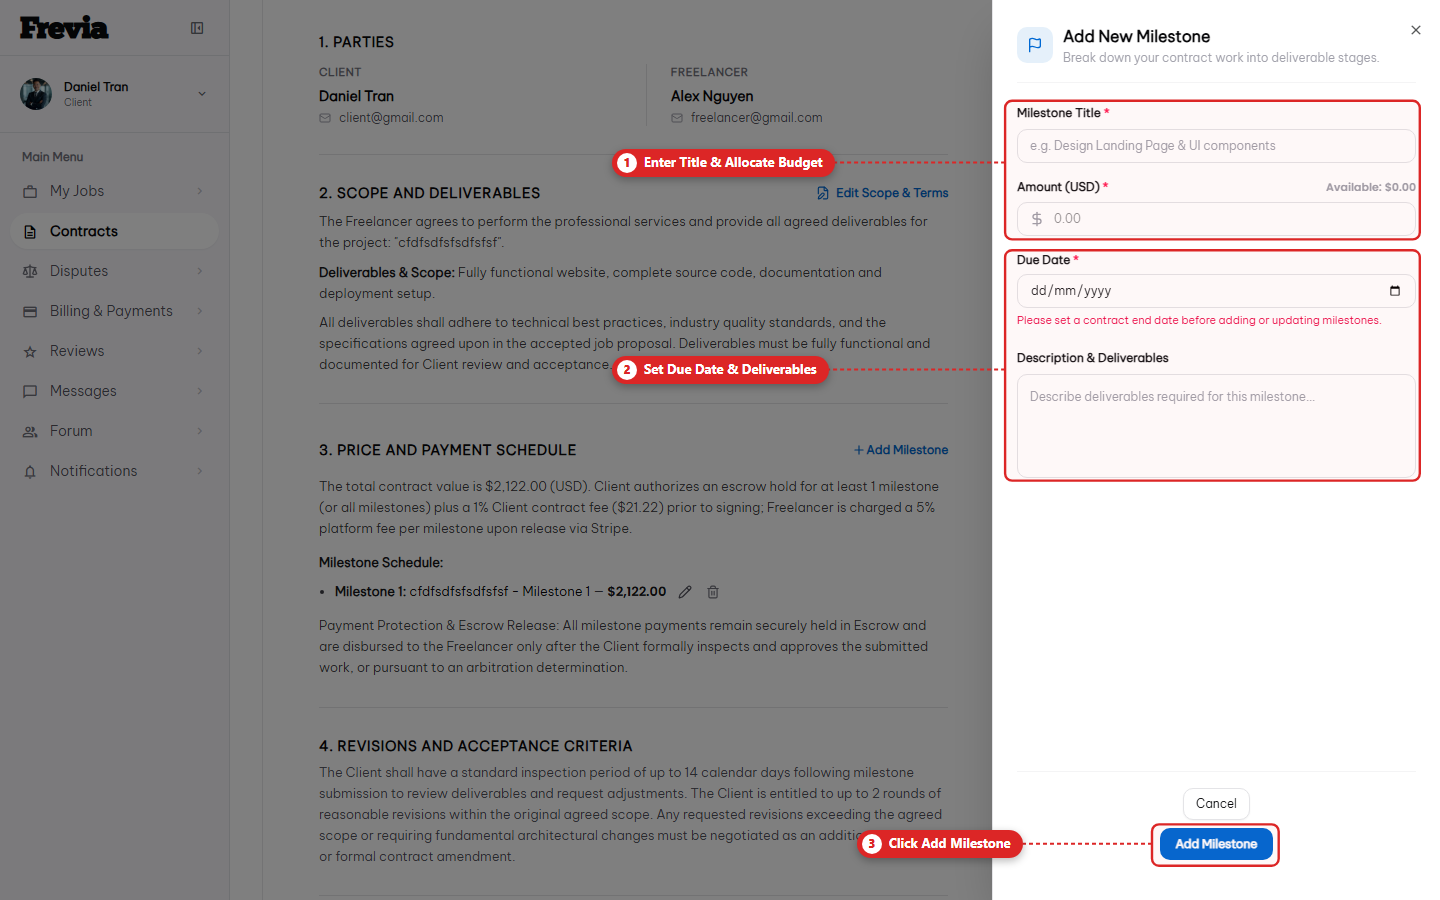 Frevia
Daniel Tran
Client
Main Menu
My Jobs
Contracts
Disputes
Billing & Payments
Reviews
Messages
Forum
Notifications
1. PARTIES
CLIENT
Daniel Tran
client@gmail.com
FREELANCER
Alex Nguyen
freelancer@gmail.com
1 Enter Title & Allocate Budget
2. SCOPE AND DELIVERABLES
Edit Scope & Terms
The Freelancer agrees to perform the professional services and provide all agreed deliverables for
the project: "cfdfsdfsfsdfsfsf".
Deliverables & Scope: Fully functional website, complete source code, documentation and
deployment setup.
All deliverables shall adhere to technical best practices, industry quality standards, and the
specifications agreed upon in the accepted job proposal. Deliverables must be fully functional and
documented for Client review and acceptance.
2 Set Due Date & Deliverables
3. PRICE AND PAYMENT SCHEDULE
+ Add Milestone
The total contract value is $2,122.00 (USD). Client authorizes an escrow hold for at least 1 milestone
(or all milestones) plus a 1% Client contract fee ($21.22) prior to signing; Freelancer is charged a 5%
platform fee per milestone upon release via Stripe.
Milestone Schedule:
• Milestone 1: cfdfsdfsfsdfsfsf - Milestone 1 — $2,122.00
Payment Protection & Escrow Release: All milestone payments remain securely held in Escrow and
are disbursed to the Freelancer only after the Client formally inspects and approves the submitted
work, or pursuant to an arbitration determination.
4. REVISIONS AND ACCEPTANCE CRITERIA
The Client shall have a standard inspection period of up to 14 calendar days following milestone
submission to review deliverables and request adjustments. The Client is entitled to up to 2 rounds of
reasonable revisions within the original agreed scope. Any requested revisions exceeding the agreed
scope or requiring fundamental architectural changes must be negotiated as an
or formal contract amendment.
3 Click Add Milestone
Add New Milestone
Break down your contract work into deliverable stages.
Milestone Title *
e.g. Design Landing Page & UI components
Amount (USD) *
Available: $0.00
$ 0.00
Due Date *
dd/mm/yyyy
Please set a contract end date before adding or updating milestones.
Description & Deliverables
Describe deliverables required for this milestone...
Cancel
Add Milestone